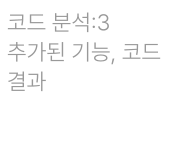 코드 분석:3
추가된 기능, 코드
결과